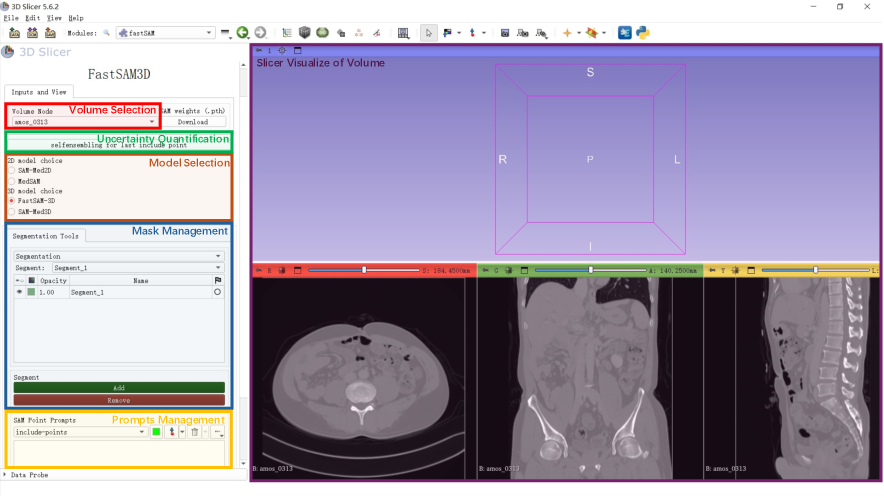 3D Slicer 5.6.2
File Edit View Help
Modules: fastSAM
1
3D Slicer
Slicer Visualize of Volume
FastSAM3D
Inputs and View
Volume Node Volume Selection SAM weights (.pth)
amos_0313 Download
Uncertainty Quantification
selfensembling for last include point
2D model choice Model Selection
SAM-Med2D
MedSAM
3D model choice
FastSAM-3D
SAM-Med3D
S
R P L
I
Mask Management
Segmentation Tools
Segmentation
Segment: Segment_1
Opacity Name
1.00 Segment_1
Segment
Add
Remove
R S: 184.4500mm
G A: 140.2500mm
Y L:
B: amos_0313
B: amos_0313
B: amos_0313
Prompts Management
SAM Point Prompts
include-points
Data Probe